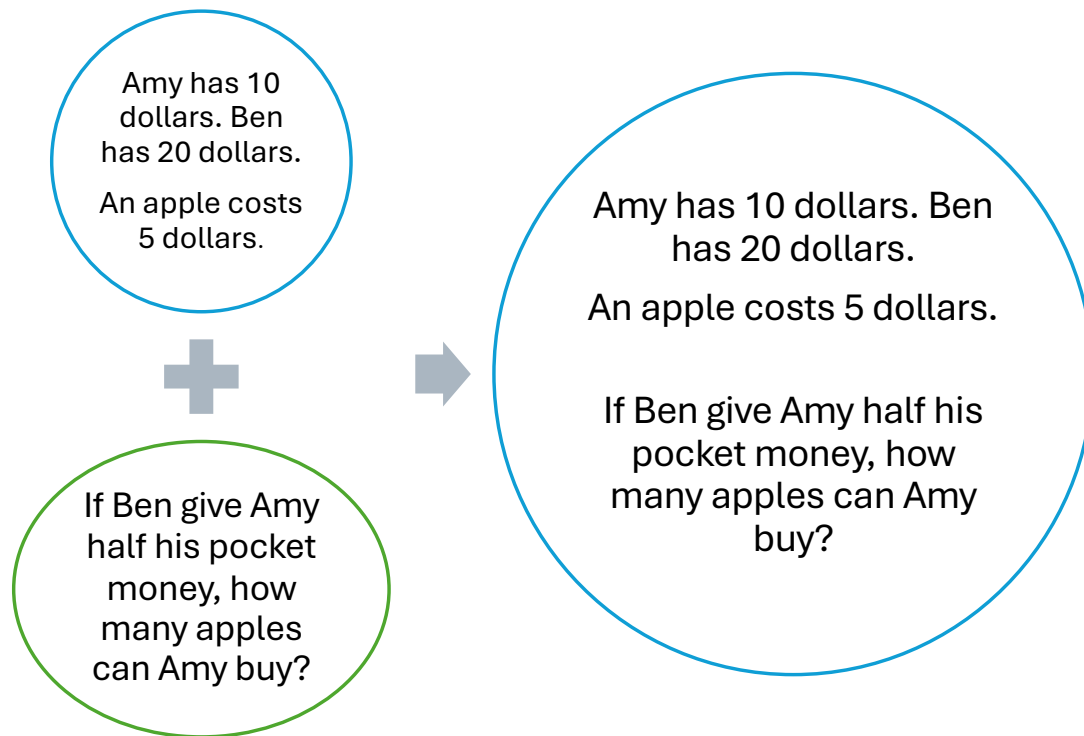 Amy has 10
dollars. Ben
has 20 dollars.
An apple costs
5 dollars.
If Ben give Amy
half his pocket
money, how
many apples
can Amy buy?
Amy has 10 dollars. Ben
has 20 dollars.
An apple costs 5 dollars.
If Ben give Amy half his
pocket money, how
many apples can Amy
buy?